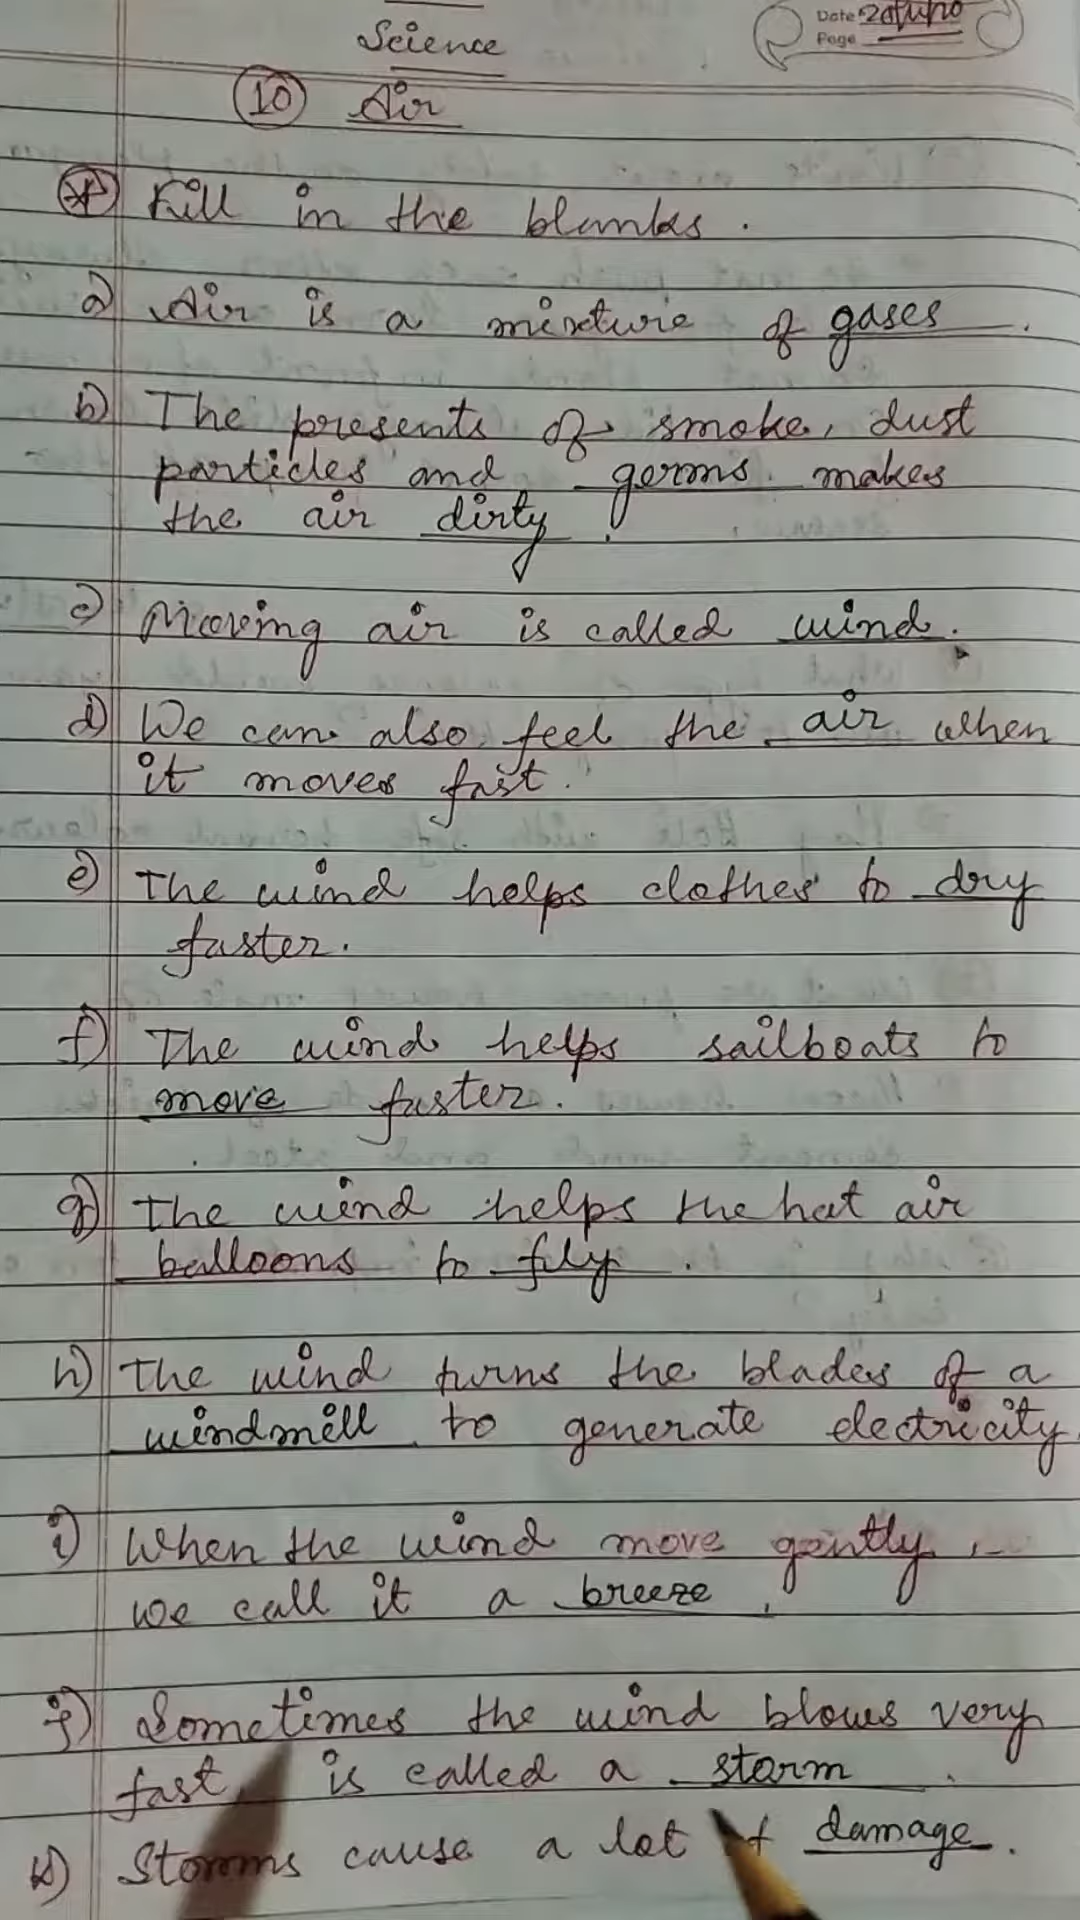 Science
Date
Page
10 Air
Fill in the blanks.
a) Air is a mixture of gases.
b) The presents of smoke, dust
particles and germs makes
the air dirty.
c) Moving air is called wind.
d) We can also feel the air when
it moves fast.
e) The wind helps clothes to dry
faster.
f) The wind helps sailboats to
move faster.
g) The wind helps the hot air
balloons to fly.
h) The wind turns the blades of a
windmill to generate electricity.
i) When the wind move gently,
we call it a breeze.
j) Sometimes the wind blows very
fast, is called a storm.
k) Storms cause a lot of damage.